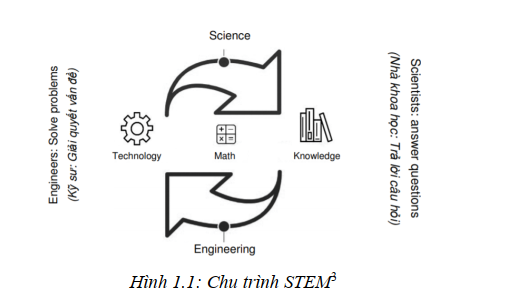 Science
Engineers: Solve problems
(Kỹ sư: Giải quyết vấn đề)
Technology
Math
Knowledge
Scientists: answer questions
(Nhà khoa học: Trả lời câu hỏi)
Engineering
Hình 1.1: Chu trình STEM³